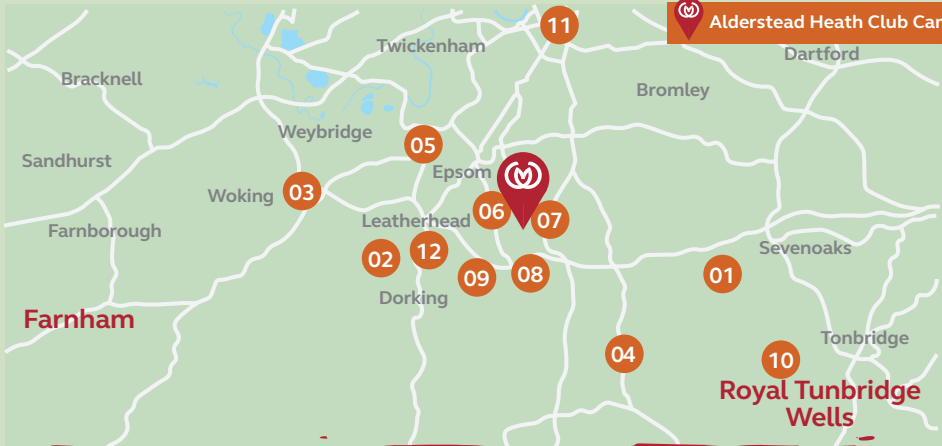 11
Alderstead Heath Club Car
Twickenham
Dartford
Bracknell
Bromley
Weybridge
05
Sandhurst
Epsom
03
Woking
06
07
Leatherhead
Farnborough
Sevenoaks
02
12
09
08
01
Dorking
Farnham
Tonbridge
04
10
Royal Tunbridge
Wells